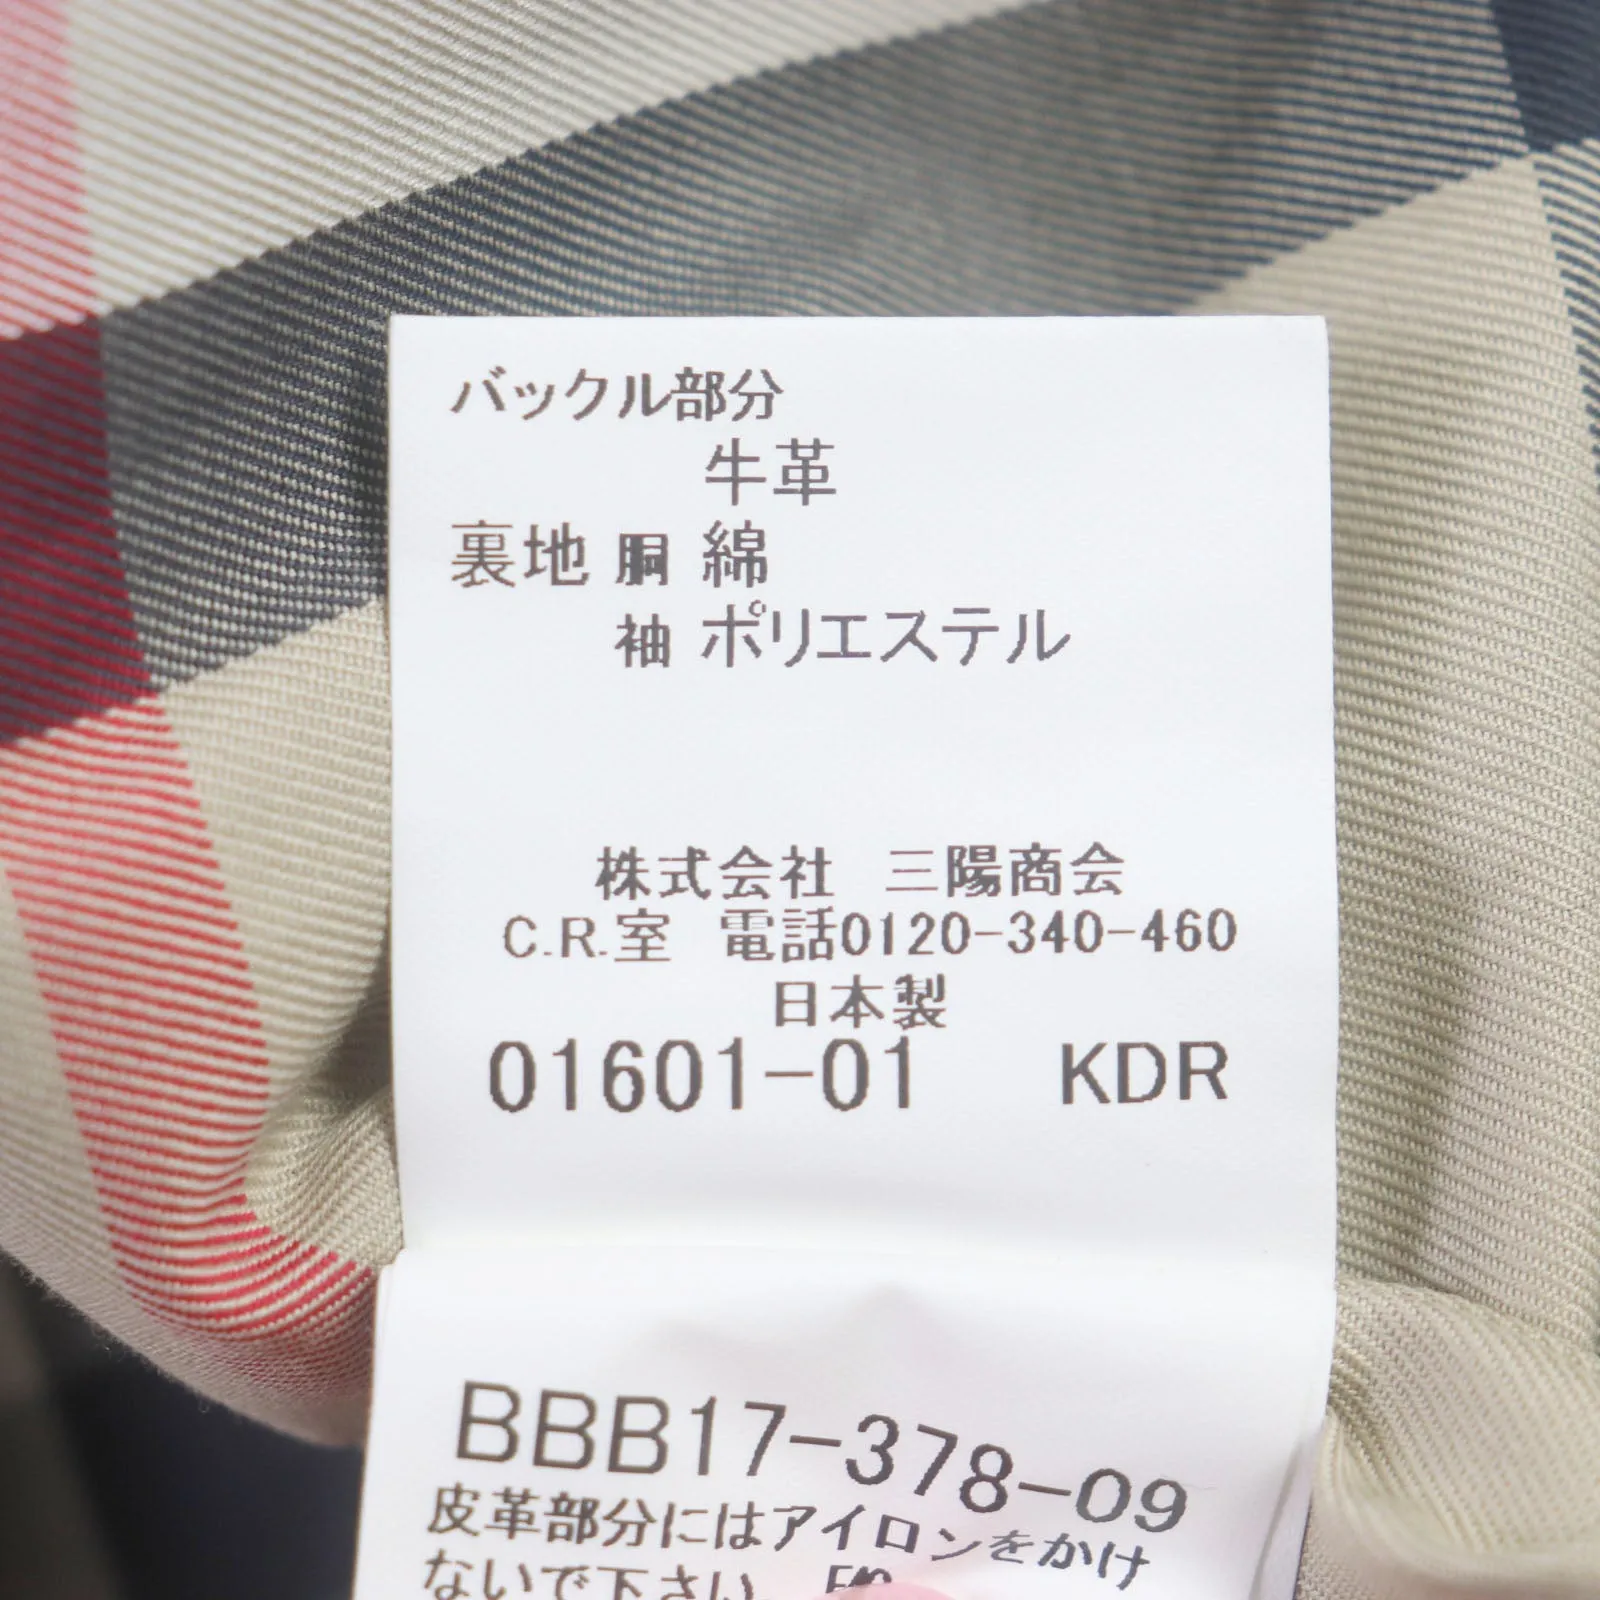 バックル部分
牛革
裏地 胴 綿
袖 ポリエステル
株式会社 三陽商会
C.R.室 電話0120-340-460
日本製
01601-01 KDR
BBB17-378-09
皮革部分にはアイロンをかけ
ないで下さい。